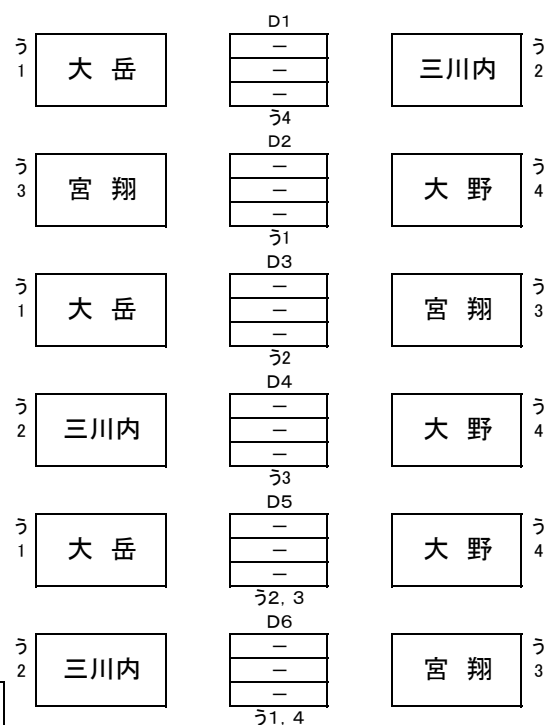 D1
う 1 大 岳 － 三川内 う 2
－
－
う4
D2
う 3 宮 翔 － 大 野 う 4
－
－
う1
D3
う 1 大 岳 － 宮 翔 う 3
－
－
う2
D4
う 2 三川内 － 大 野 う 4
－
－
う3
D5
う 1 大 岳 － 大 野 う 4
－
－
う2, 3
D6
う 2 三川内 － 宮 翔 う 3
－
－
う1, 4